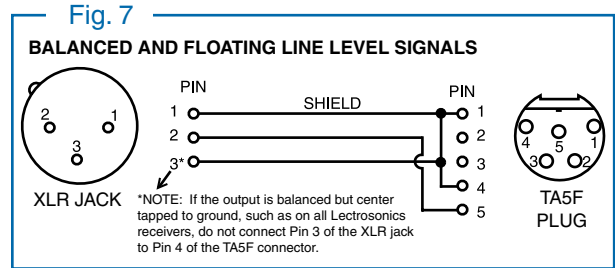 Fig. 7
BALANCED AND FLOATING LINE LEVEL SIGNALS
2
1
3
XLR JACK
PIN
1
2
3*
SHIELD
*NOTE: If the output is balanced but center
tapped to ground, such as on all Lectrosonics
receivers, do not connect Pin 3 of the XLR jack
to Pin 4 of the TA5F connector.
PIN
1
2
3
4
5
4
5
1
3
2
TA5F
PLUG